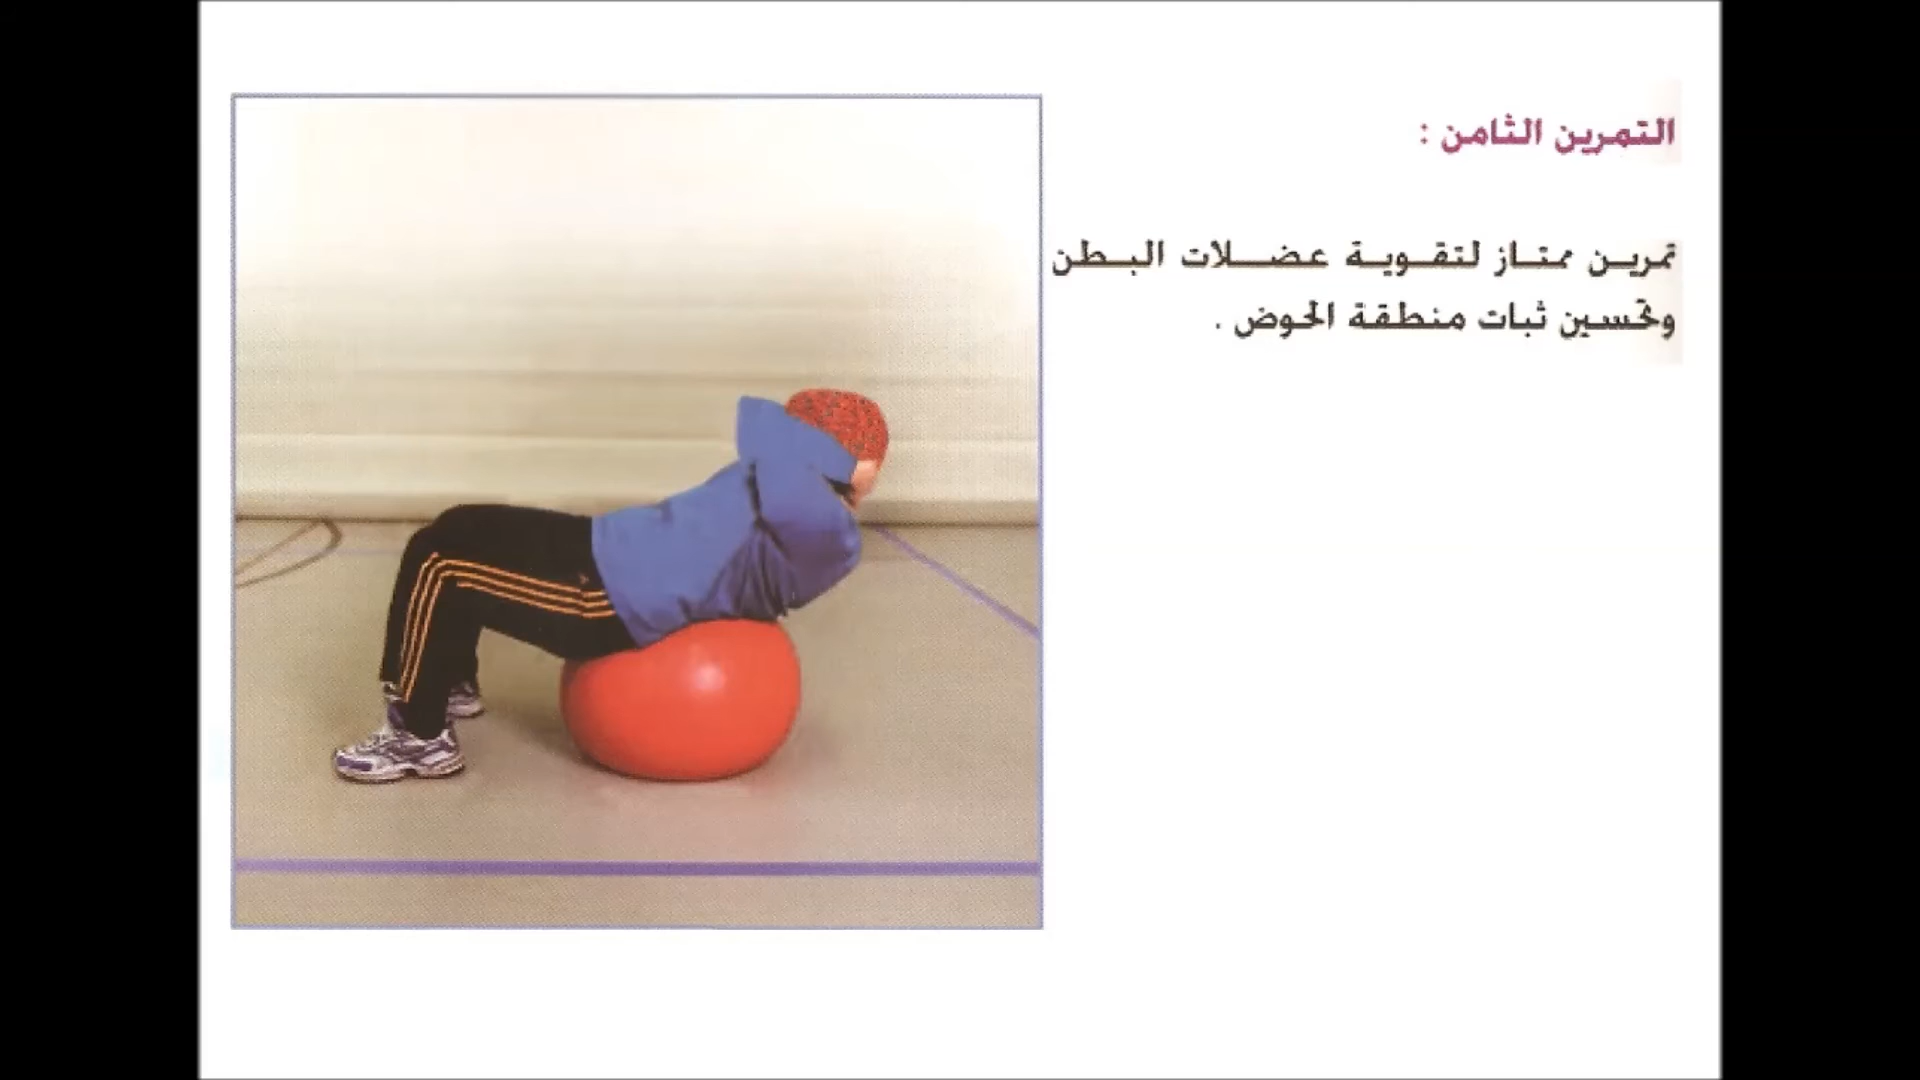 التمرين الثامن :
تمرين ممتاز لتقوية عضلات البطن
وتحسين ثبات منطقة الحوض .